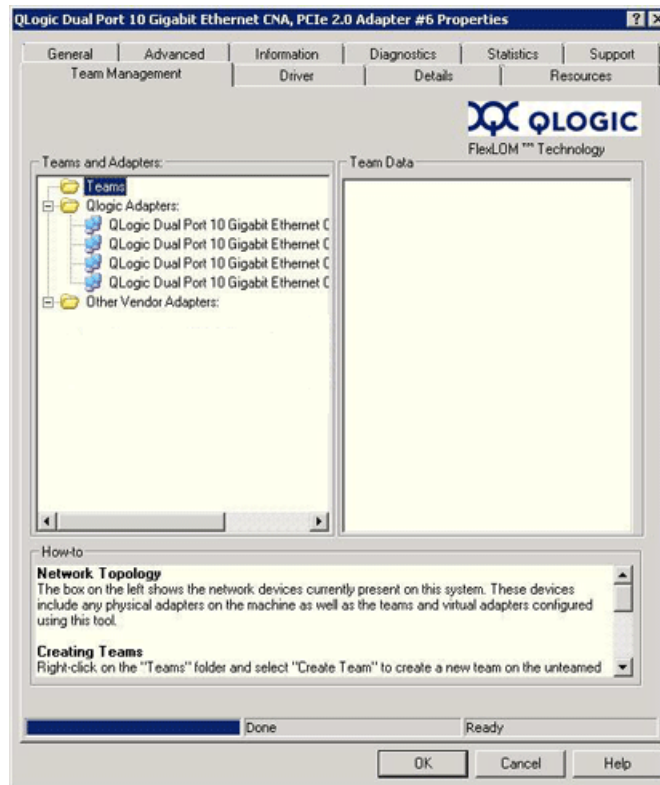 QLogic Dual Port 10 Gigabit Ethernet CNA, PCIe 2.0 Adapter #6 Properties
General Advanced Information Diagnostics Statistics Support
Team Management Driver Details Resources
QLOGIC
FlexLOM ™ Technology
Teams and Adapters: Team Data
Teams
Qlogic Adapters:
QLogic Dual Port 10 Gigabit Ethernet C
QLogic Dual Port 10 Gigabit Ethernet C
QLogic Dual Port 10 Gigabit Ethernet C
QLogic Dual Port 10 Gigabit Ethernet C
Other Vendor Adapters:
How-to
Network Topology
The box on the left shows the network devices currently present on this system. These devices
include any physical adapters on the machine as well as the teams and virtual adapters configured
using this tool.
Creating Teams
Right-click on the "Teams" folder and select "Create Team" to create a new team on the unteamed
Done Ready
OK Cancel Help